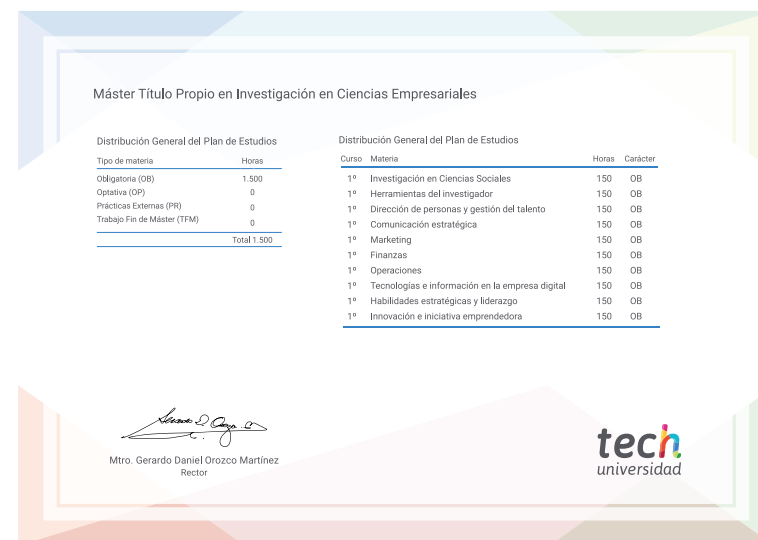 Máster Título Propio en Investigación en Ciencias Empresariales
Distribución General del Plan de Estudios
Tipo de materia Horas
Obligatoria (OB) 1.500
Optativa (OP) 0
Prácticas Externas (PR) 0
Trabajo Fin de Máster (TFM) 0
Total 1.500
Distribución General del Plan de Estudios
Curso Materia Horas Carácter
1º Investigación en Ciencias Sociales 150 OB
1º Herramientas del investigador 150 OB
1º Dirección de personas y gestión del talento 150 OB
1º Comunicación estratégica 150 OB
1º Marketing 150 OB
1º Finanzas 150 OB
1º Operaciones 150 OB
1º Tecnologías e información en la empresa digital 150 OB
1º Habilidades estratégicas y liderazgo 150 OB
1º Innovación e iniciativa emprendedora 150 OB
Mtro. Gerardo Daniel Orozco Martínez
Rector
tech
universidad